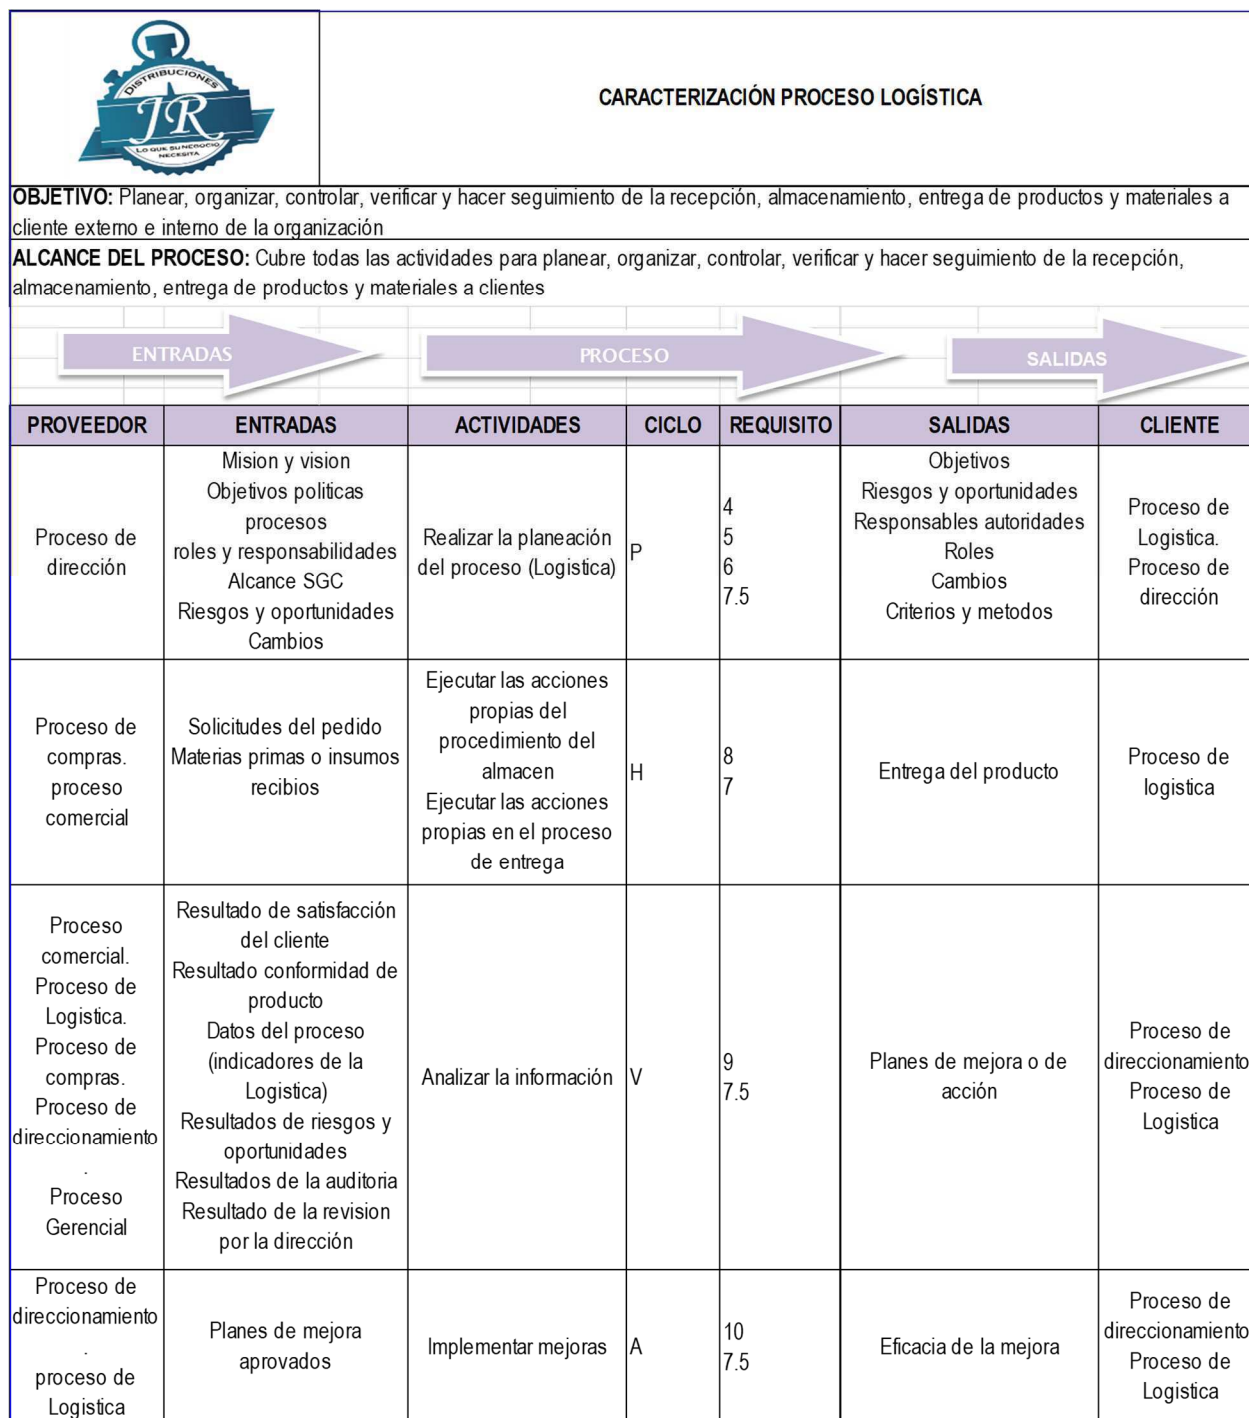 DISTRIBUCIONES
JR
LO QUE SU NEGOCIO
NECESITA
CARACTERIZACIÓN PROCESO LOGÍSTICA
OBJETIVO: Planear, organizar, controlar, verificar y hacer seguimiento de la recepción, almacenamiento, entrega de productos y materiales a
cliente externo e interno de la organización
ALCANCE DEL PROCESO: Cubre todas las actividades para planear, organizar, controlar, verificar y hacer seguimiento de la recepción,
almacenamiento, entrega de productos y materiales a clientes
ENTRADAS
PROCESO
SALIDAS
PROVEEDOR
ENTRADAS
ACTIVIDADES
CICLO
REQUISITO
SALIDAS
CLIENTE
Proceso de
dirección
Mision y vision
Objetivos politicas
procesos
roles y responsabilidades
Alcance SGC
Riesgos y oportunidades
Cambios
Realizar la planeación
del proceso (Logistica)
P
4
5
6
7.5
Objetivos
Riesgos y oportunidades
Responsables autoridades
Roles
Cambios
Criterios y metodos
Proceso de
Logistica.
Proceso de
dirección
Proceso de
compras.
proceso
comercial
Solicitudes del pedido
Materias primas o insumos
recibios
Ejecutar las acciones
propias del
procedimiento del
almacen
Ejecutar las acciones
propias en el proceso
de entrega
H
8
7
Entrega del producto
Proceso de
logistica
Proceso
comercial.
Proceso de
Logistica.
Proceso de
compras.
Proceso de
direccionamiento
.
Proceso
Gerencial
Resultado de satisfacción
del cliente
Resultado conformidad de
producto
Datos del proceso
(indicadores de la
Logistica)
Resultados de riesgos y
oportunidades
Resultados de la auditoria
Resultado de la revision
por la dirección
Analizar la información
V
9
7.5
Planes de mejora o de
acción
Proceso de
direccionamiento
Proceso de
Logistica
Proceso de
direccionamiento
.
proceso de
Logistica
Planes de mejora
aprovados
Implementar mejoras
A
10
7.5
Eficacia de la mejora
Proceso de
direccionamiento
Proceso de
Logistica